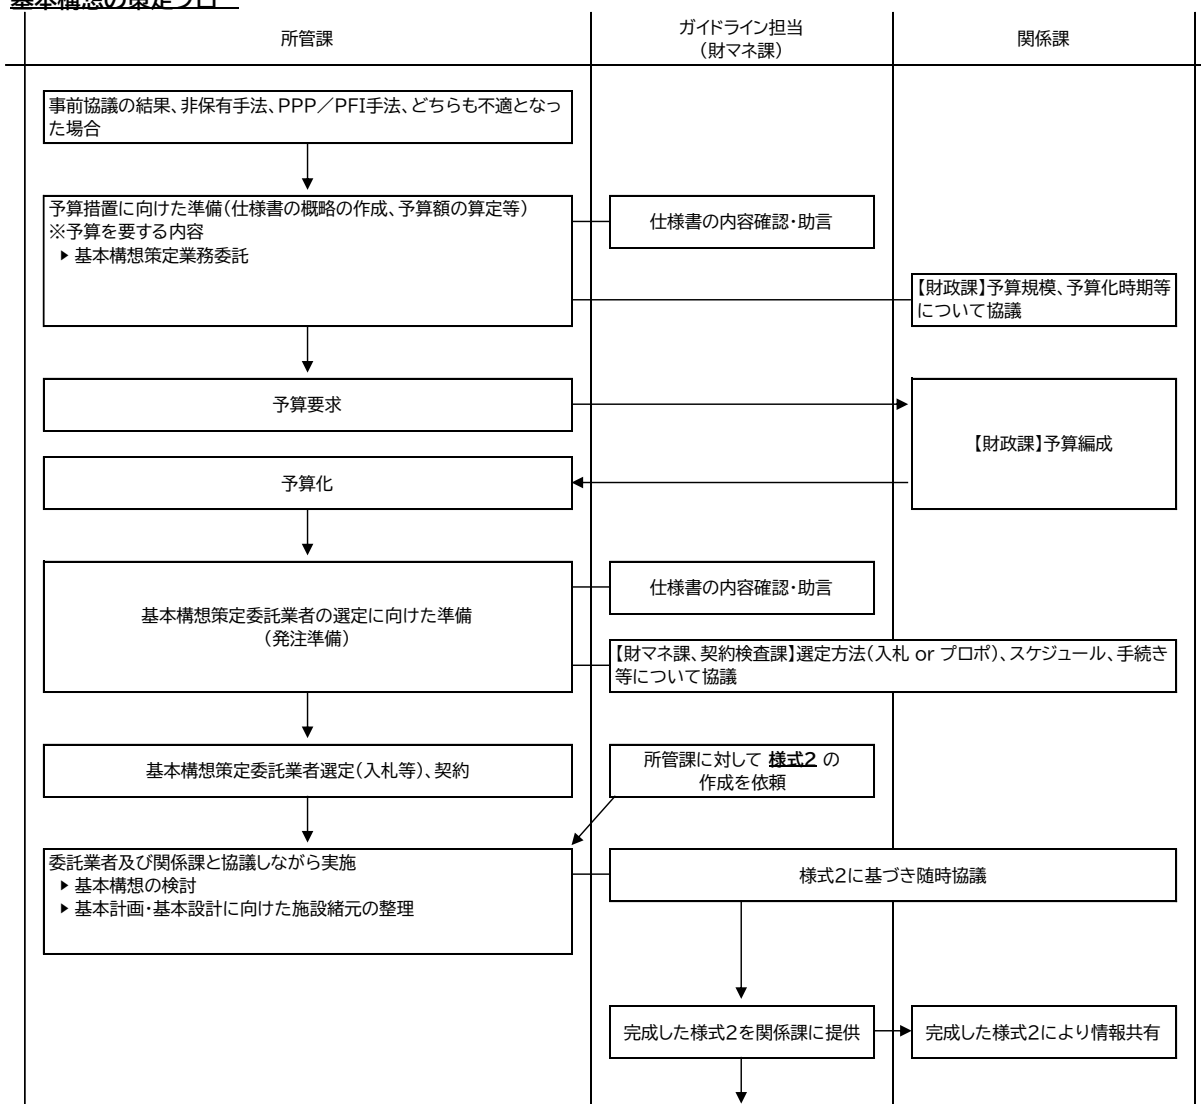 基本構想の策定フロー
所管課
ガイドライン担当
（財マネ課）
関係課
事前協議の結果、非保有手法、PPP／PFI手法、どちらも不適となっ
た場合
予算措置に向けた準備（仕様書の概略の作成、予算額の算定等）
※予算を要する内容
▶ 基本構想策定業務委託
仕様書の内容確認・助言
【財政課】予算規模、予算化時期等
について協議
予算要求
【財政課】予算編成
予算化
基本構想策定委託業者の選定に向けた準備
（発注準備）
仕様書の内容確認・助言
【財マネ課、契約検査課】選定方法（入札 or プロポ）、スケジュール、手続き
等について協議
基本構想策定委託業者選定（入札等）、契約
所管課に対して 様式2 の
作成を依頼
委託業者及び関係課と協議しながら実施
▶ 基本構想の検討
▶ 基本計画・基本設計に向けた施設緒元の整理
様式2に基づき随時協議
完成した様式2を関係課に提供
完成した様式2により情報共有